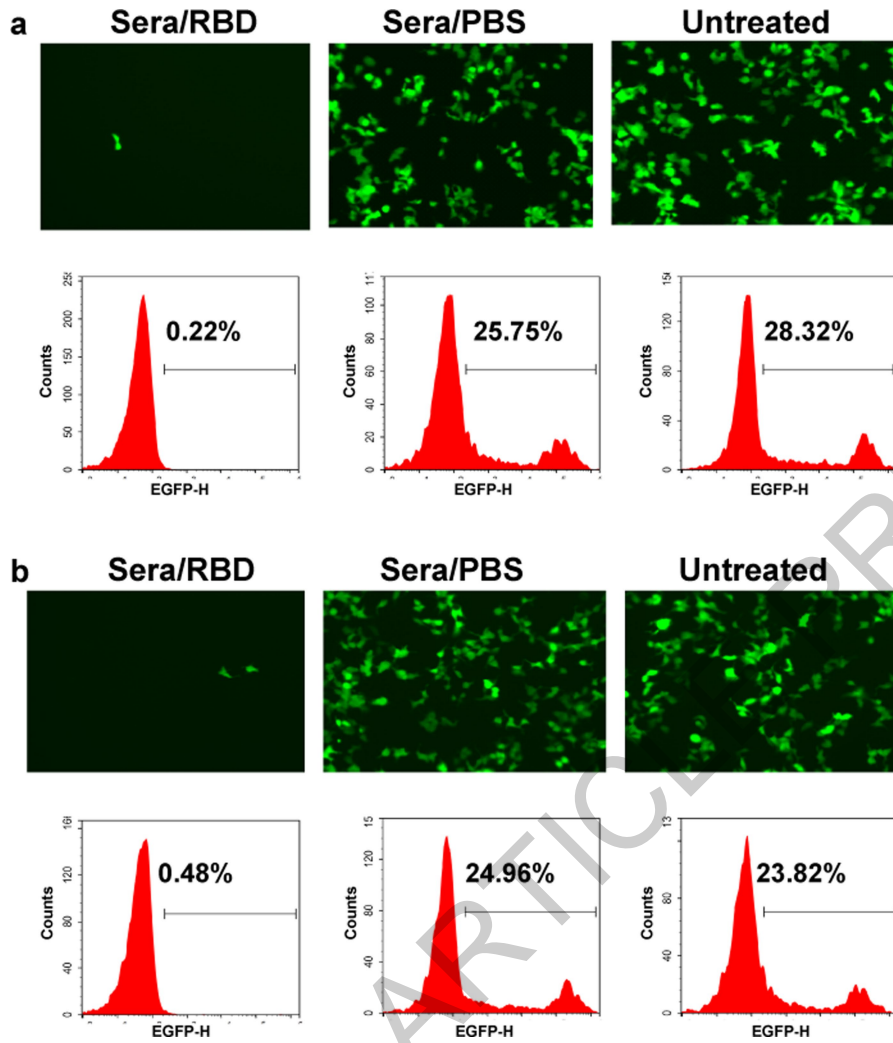 a
Sera/RBD Sera/PBS Untreated
0.22% 25.75% 28.32%
Counts Counts Counts
0 50 100 150 200
0 20 40 60 80 100
0 40 80 120
EGFP-H EGFP-H EGFP-H
b
Sera/RBD Sera/PBS Untreated
0.48% 24.96% 23.82%
Counts Counts Counts
0 40 80 120
0 40 80 120
0 40 80
EGFP-H EGFP-H EGFP-H